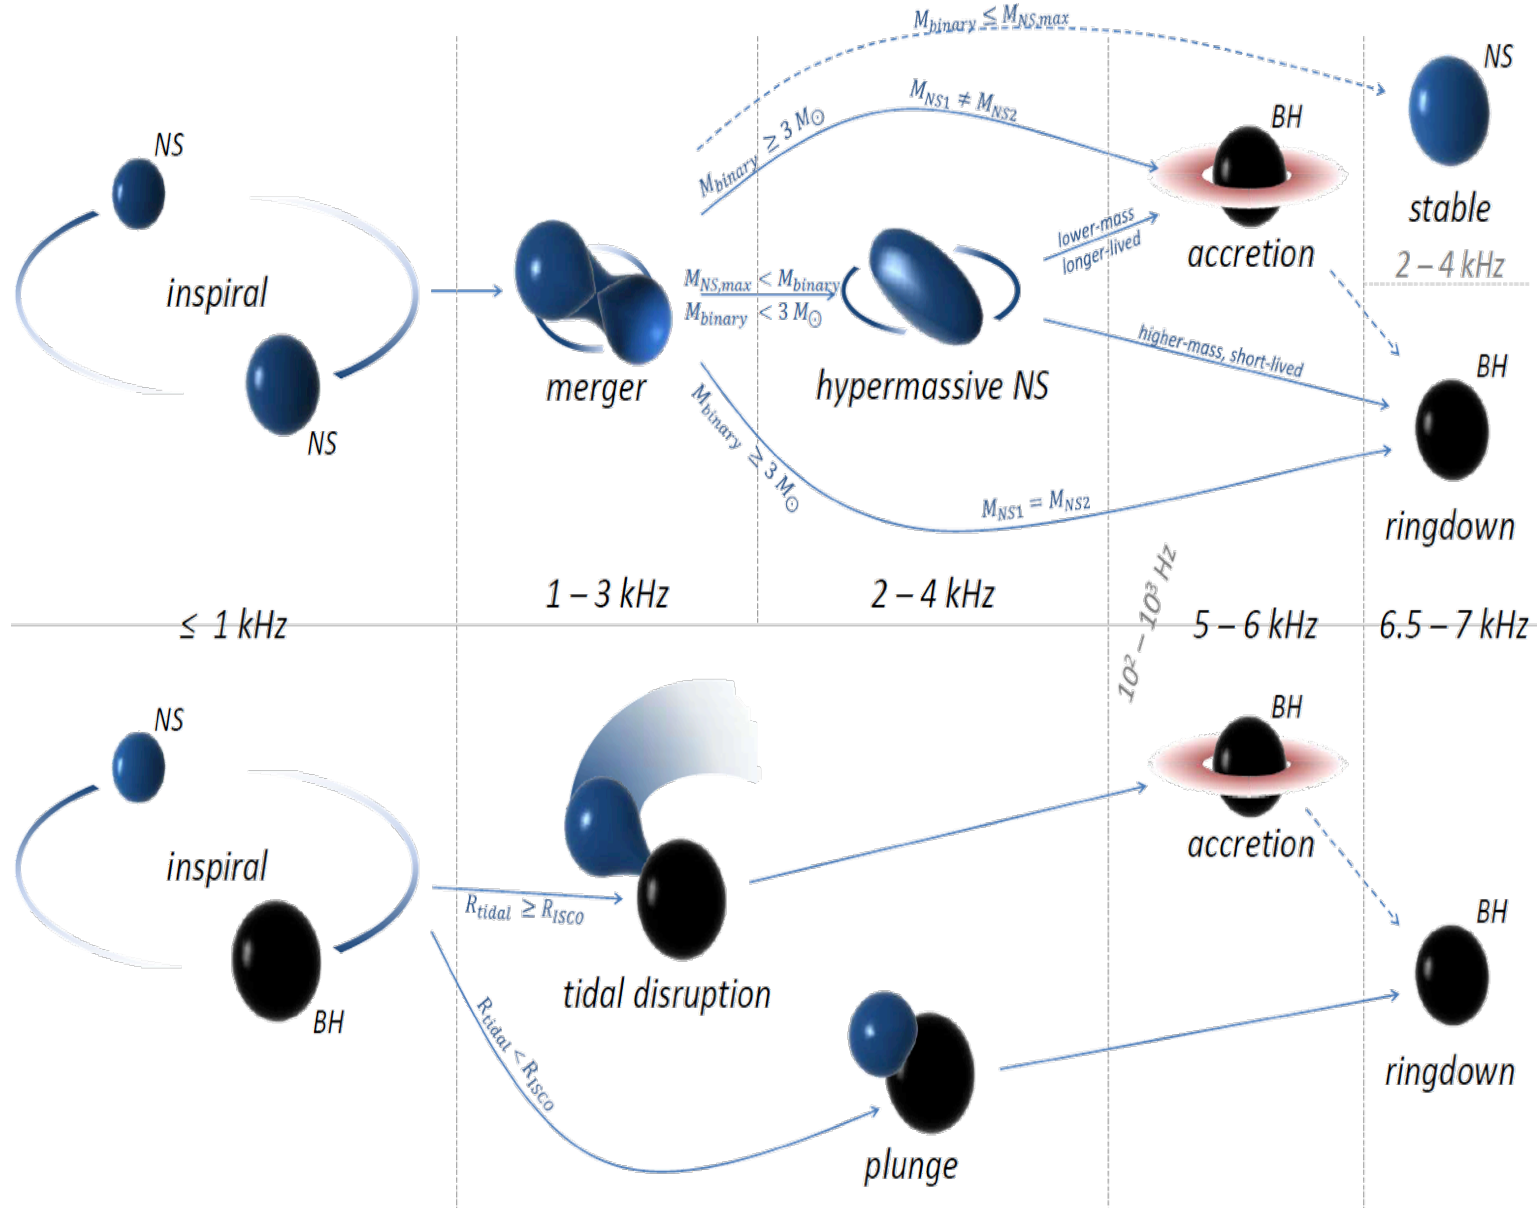 M_binary ≤ M_NS,max
NS
stable
2 – 4 kHz
M_binary ≥ 3 M_⊙
M_NS1 ≠ M_NS2
BH
accretion
NS
inspiral
NS
merger
M_NS,max < M_binary
M_binary < 3 M_⊙
hypermassive NS
lower-mass
longer-lived
higher-mass, short-lived
BH
ringdown
M_binary ≥ 3 M_⊙
M_NS1 = M_NS2
≤ 1 kHz
1 – 3 kHz
2 – 4 kHz
10² – 10³ Hz
5 – 6 kHz
6.5 – 7 kHz
NS
inspiral
BH
R_tidal ≥ R_ISCO
tidal disruption
R_tidal < R_ISCO
plunge
BH
accretion
BH
ringdown